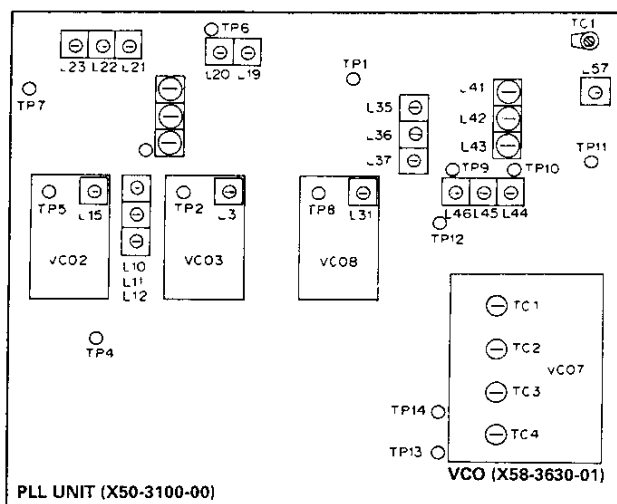 TP6
TC1
L23 L22 L21
L20 L19
TP1
L57
TP7
L41
L35
L42
L36
L43
L37
TP9
TP10
TP11
TP5
L15
TP2
L3
TP8
L31
L46 L45 L44
TP12
VCO2
L10
L11
L12
VCO3
VCO8
TC1
TC2
VCO7
TC3
TC4
TP4
TP14
TP13
PLL UNIT (X50-3100-00)
VCO (X58-3630-01)